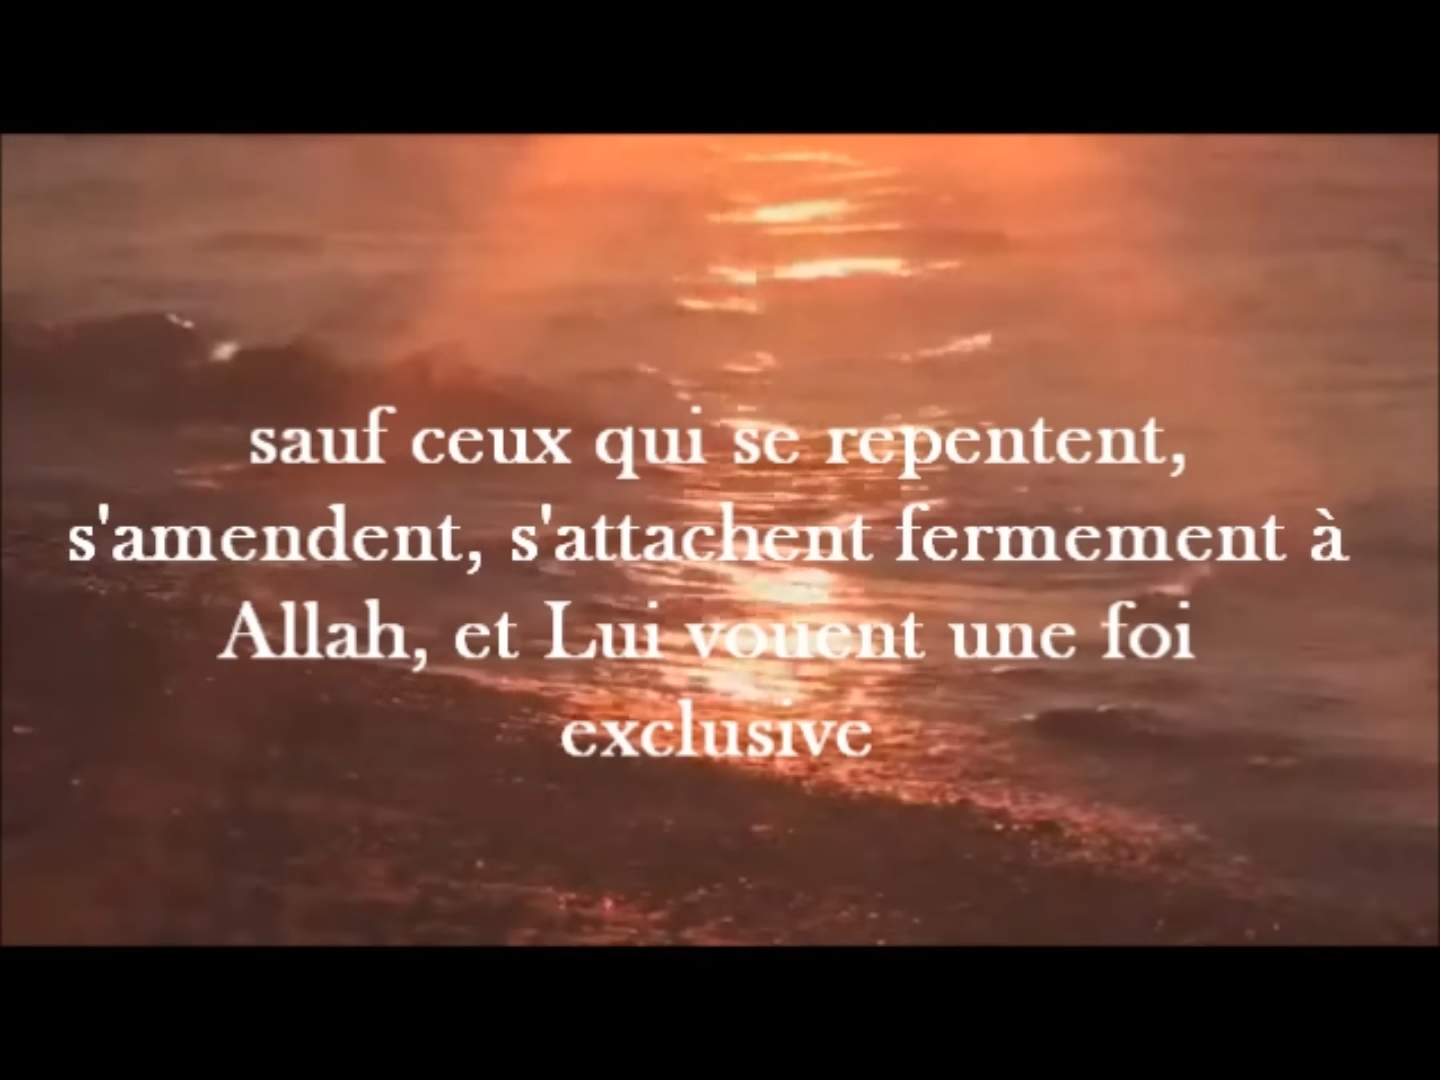 sauf ceux qui se repentent,
s'amendent, s'attachent fermement à
Allah, et Lui vouent une foi
exclusive